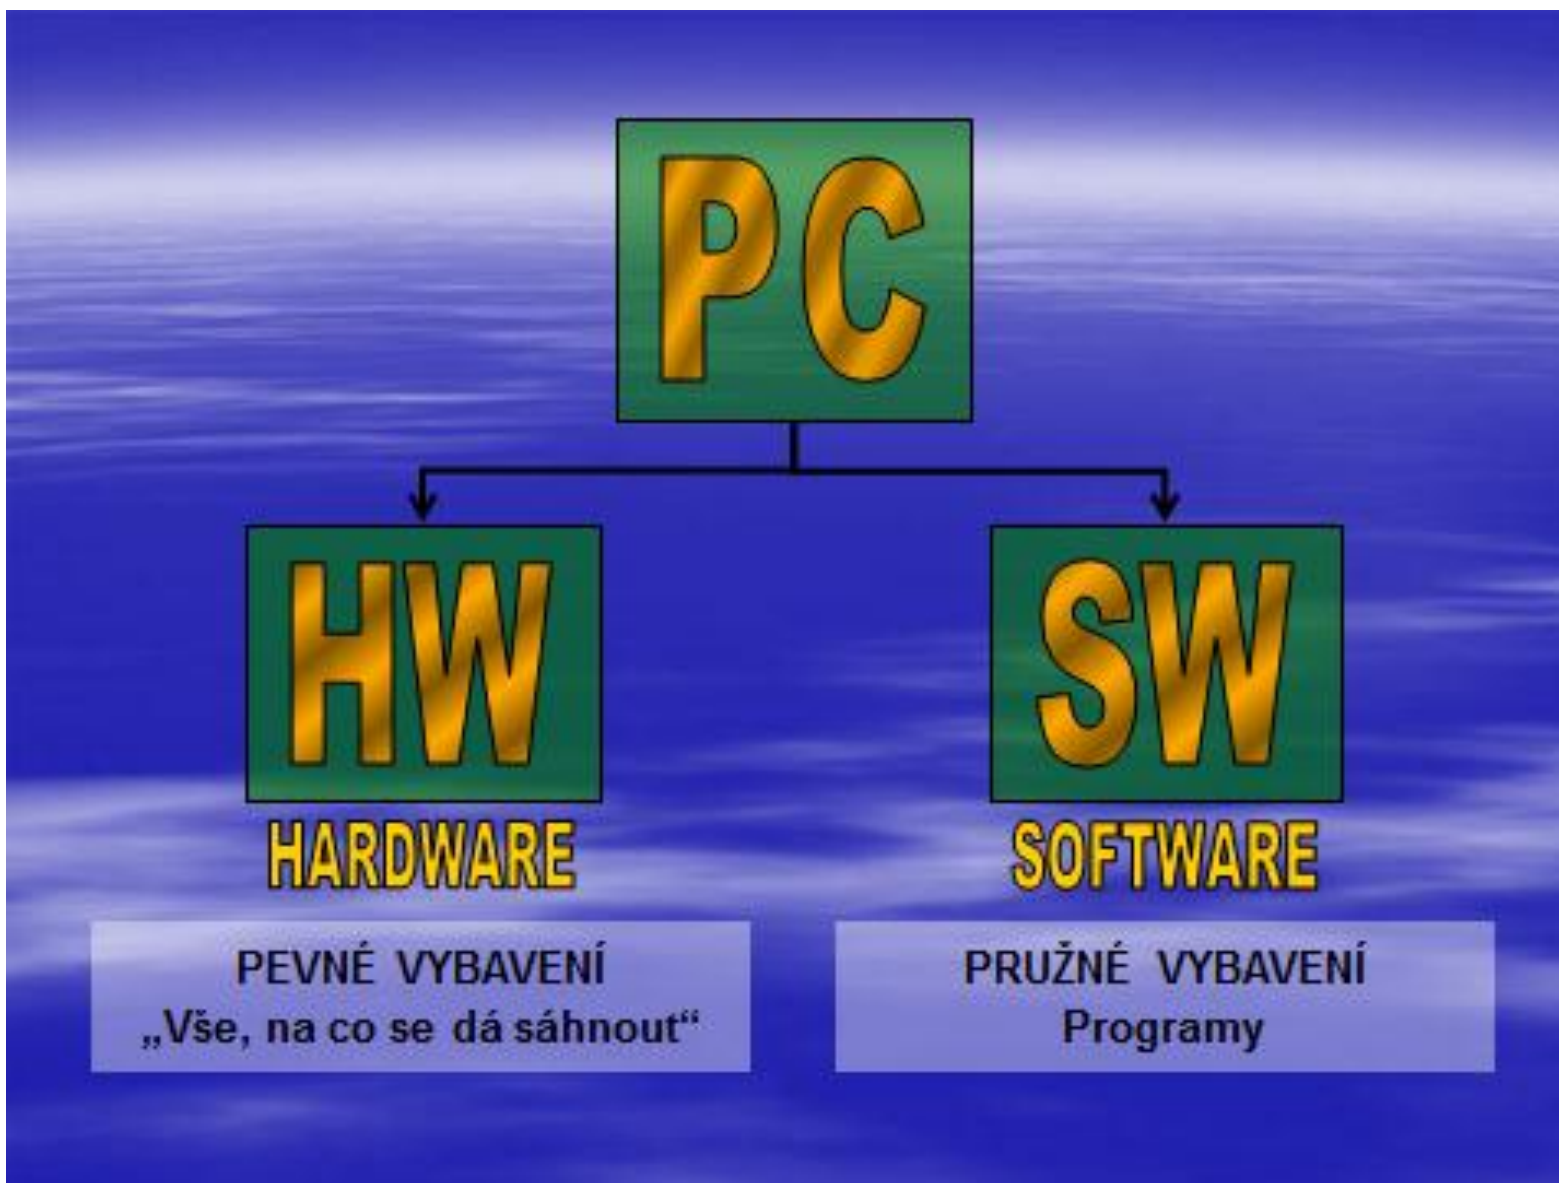 PC
HW
HARDWARE
PEVNÉ VYBAVENÍ
„Vše, na co se dá sáhnout“
SW
SOFTWARE
PRUŽNÉ VYBAVENÍ
Programy